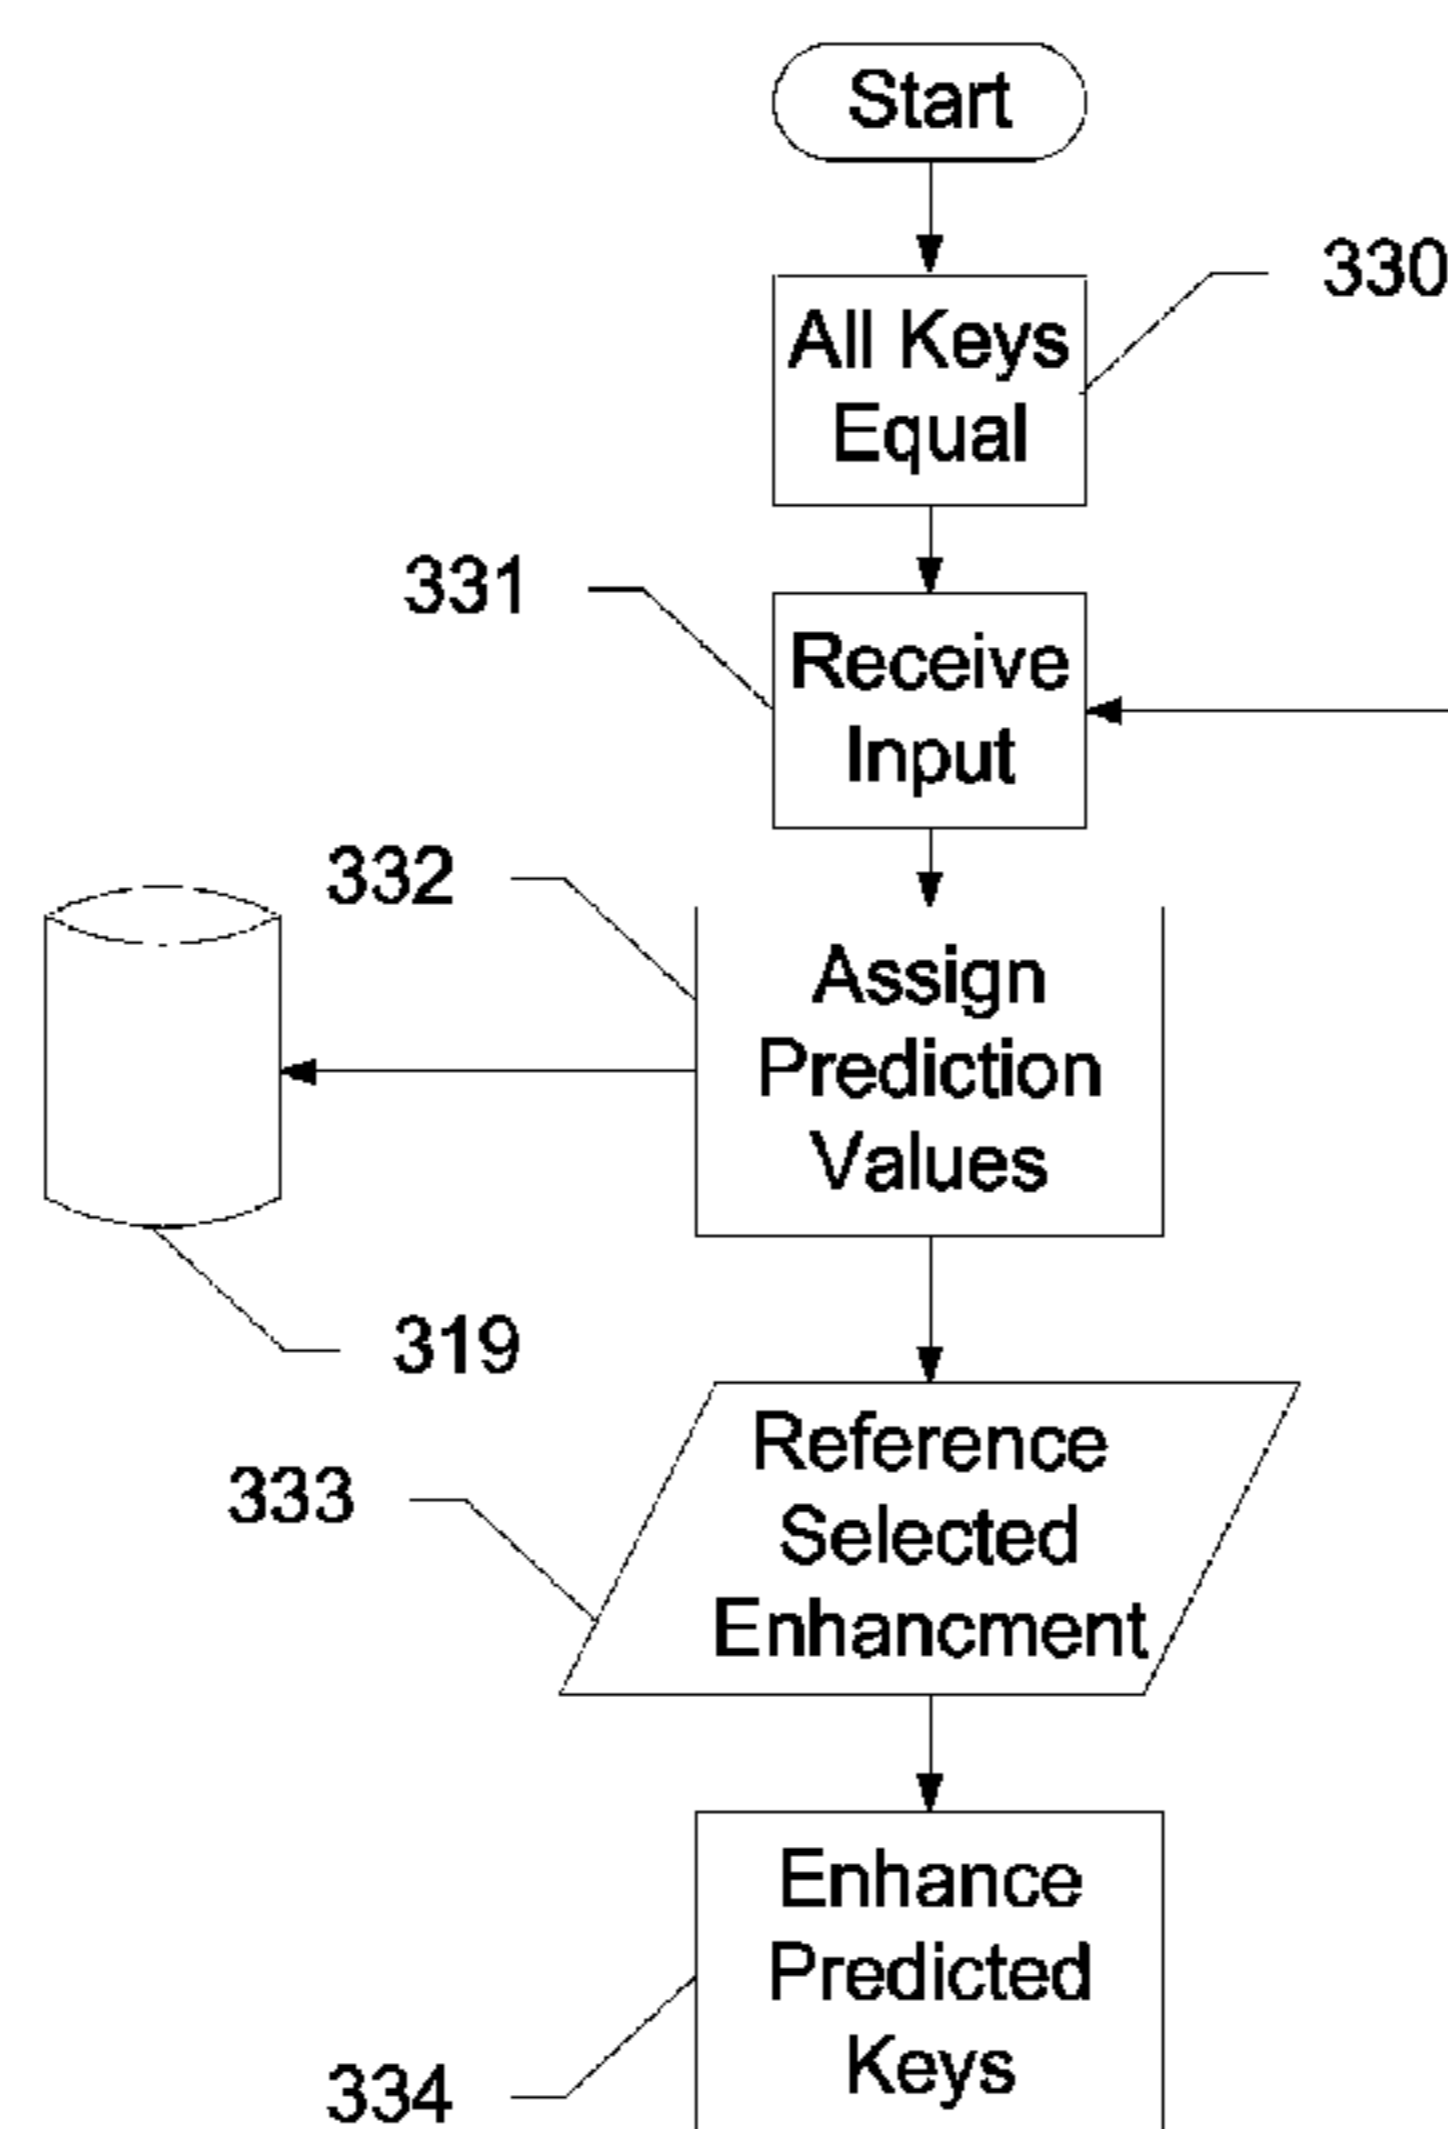 Start
330
All Keys
Equal
331
Receive
Input
332
Assign
Prediction
Values
319
333
Reference
Selected
Enhancment
334
Enhance
Predicted
Keys